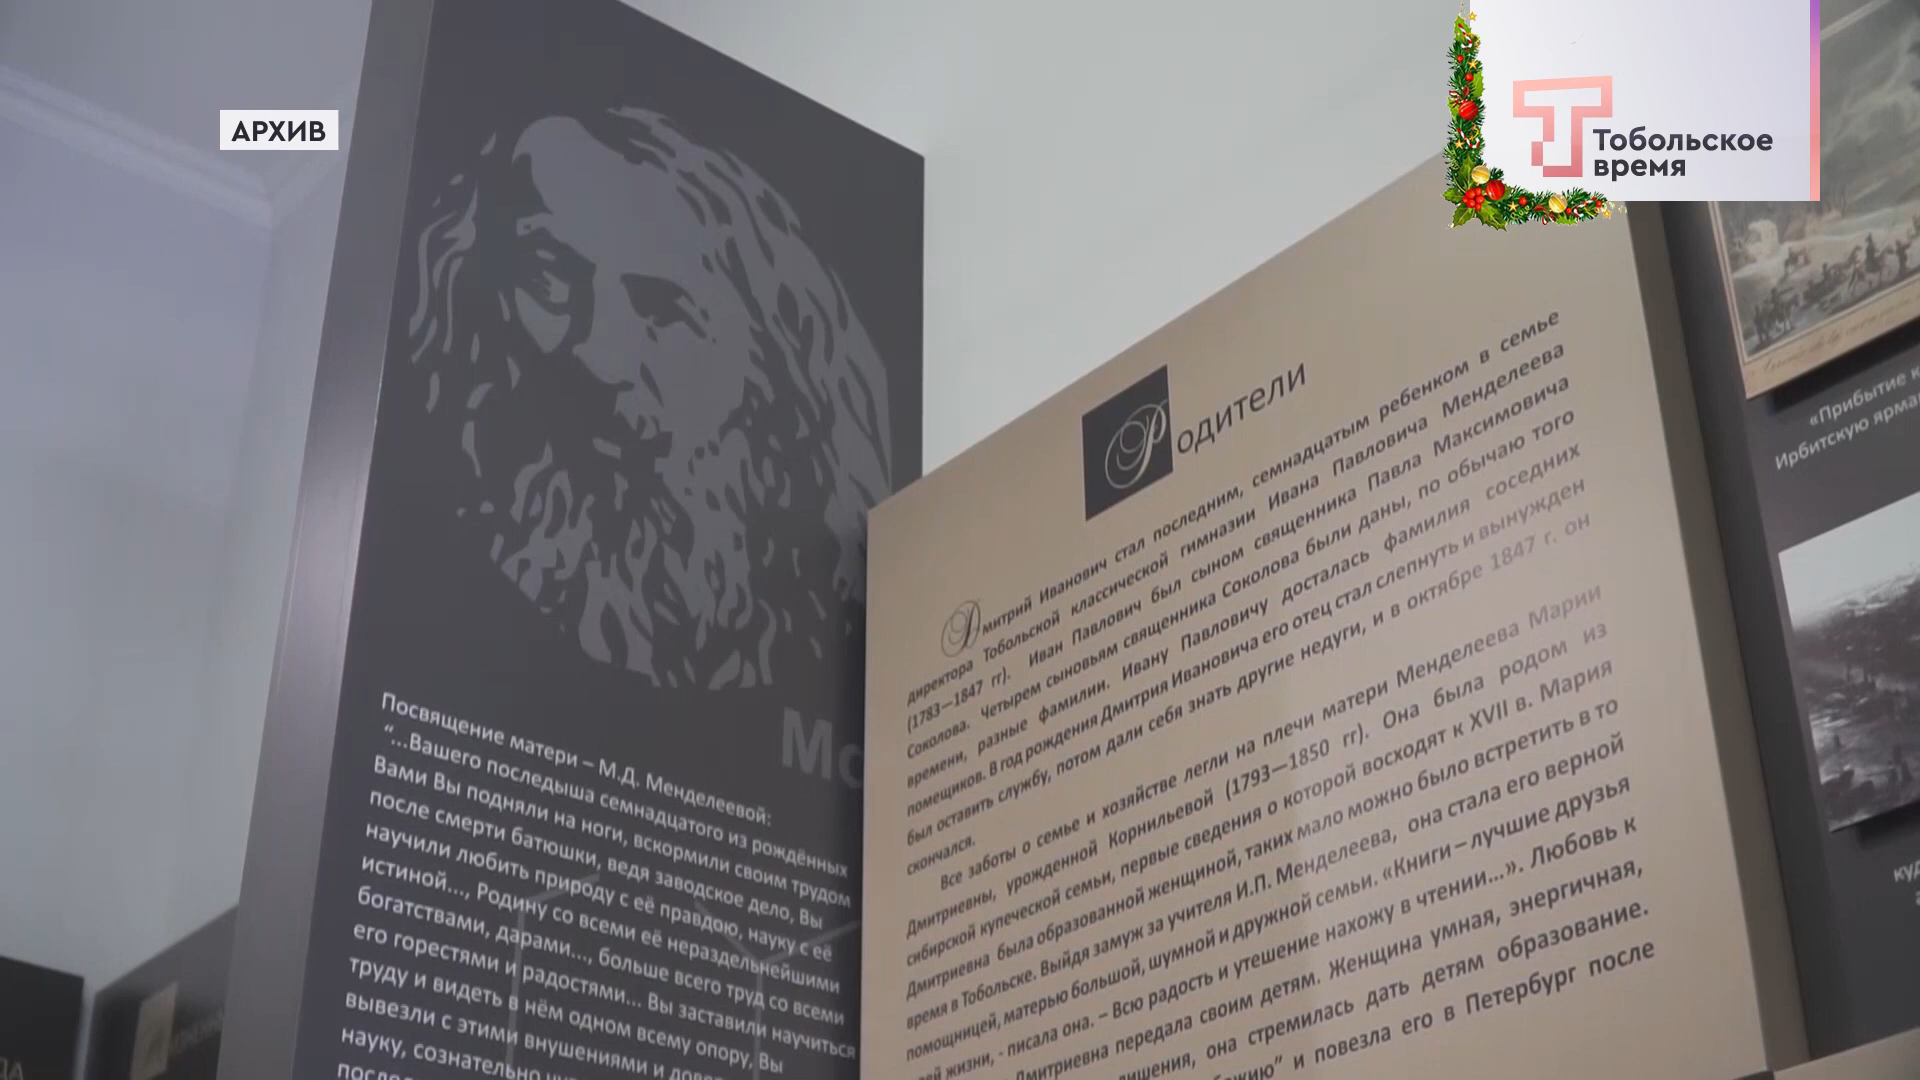 АРХИВ
Тобольское
время
Посвящение матери – М.Д. Менделеевой:
“...Вашего последыша семнадцатого из рождённых
Вами Вы подняли на ноги, вскормили своим трудом
после смерти батюшки, ведя заводское дело, Вы
научили любить природу с её правдою, науку с её
истиной..., Родину со всеми её нераздельнейшими
богатствами, дарами..., больше всего труд со всеми
его горестями и радостями... Вы заставили научиться
труду и видеть в нём одном всему опору, Вы
вывезли с этими внушениями и
науку, сознательно
Родители
Дмитрий Иванович стал последним, семнадцатым ребенком в семье
директора Тобольской классической гимназии Ивана Павловича Менделеева
(1783—1847 гг). Иван Павлович был сыном священника Павла Максимовича
Соколова. Четырем сыновьям священника Соколова были даны, по обычаю того
времени, разные фамилии. Ивану Павловичу досталась фамилия соседних
помещиков. В год рождения Дмитрия Ивановича его отец стал слепнуть и вынужден
был оставить службу, потом дали себя знать другие недуги, и в октябре 1847 г. он
скончался.
Все заботы о семье и хозяйстве легли на плечи матери Менделеева Марии
Дмитриевны, урожденной Корнильевой (1793—1850 гг). Она была родом из
сибирской купеческой семьи, первые сведения о которой восходят к XVII в. Мария
Дмитриевна была образованной женщиной, таких мало можно было встретить в то
время в Тобольске. Выйдя замуж за учителя И.П. Менделеева, она стала его верной
помощницей, матерью большой, шумной и дружной семьи. «Книги – лучшие друзья
жизни, - писала она. – Всю радость и утешение нахожу в чтении...». Любовь к
Дмитриевна передала своим детям. Женщина умная, энергичная,
она стремилась дать детям образование.
и повезла его в Петербург после
«Прибытие
Ирбитскую